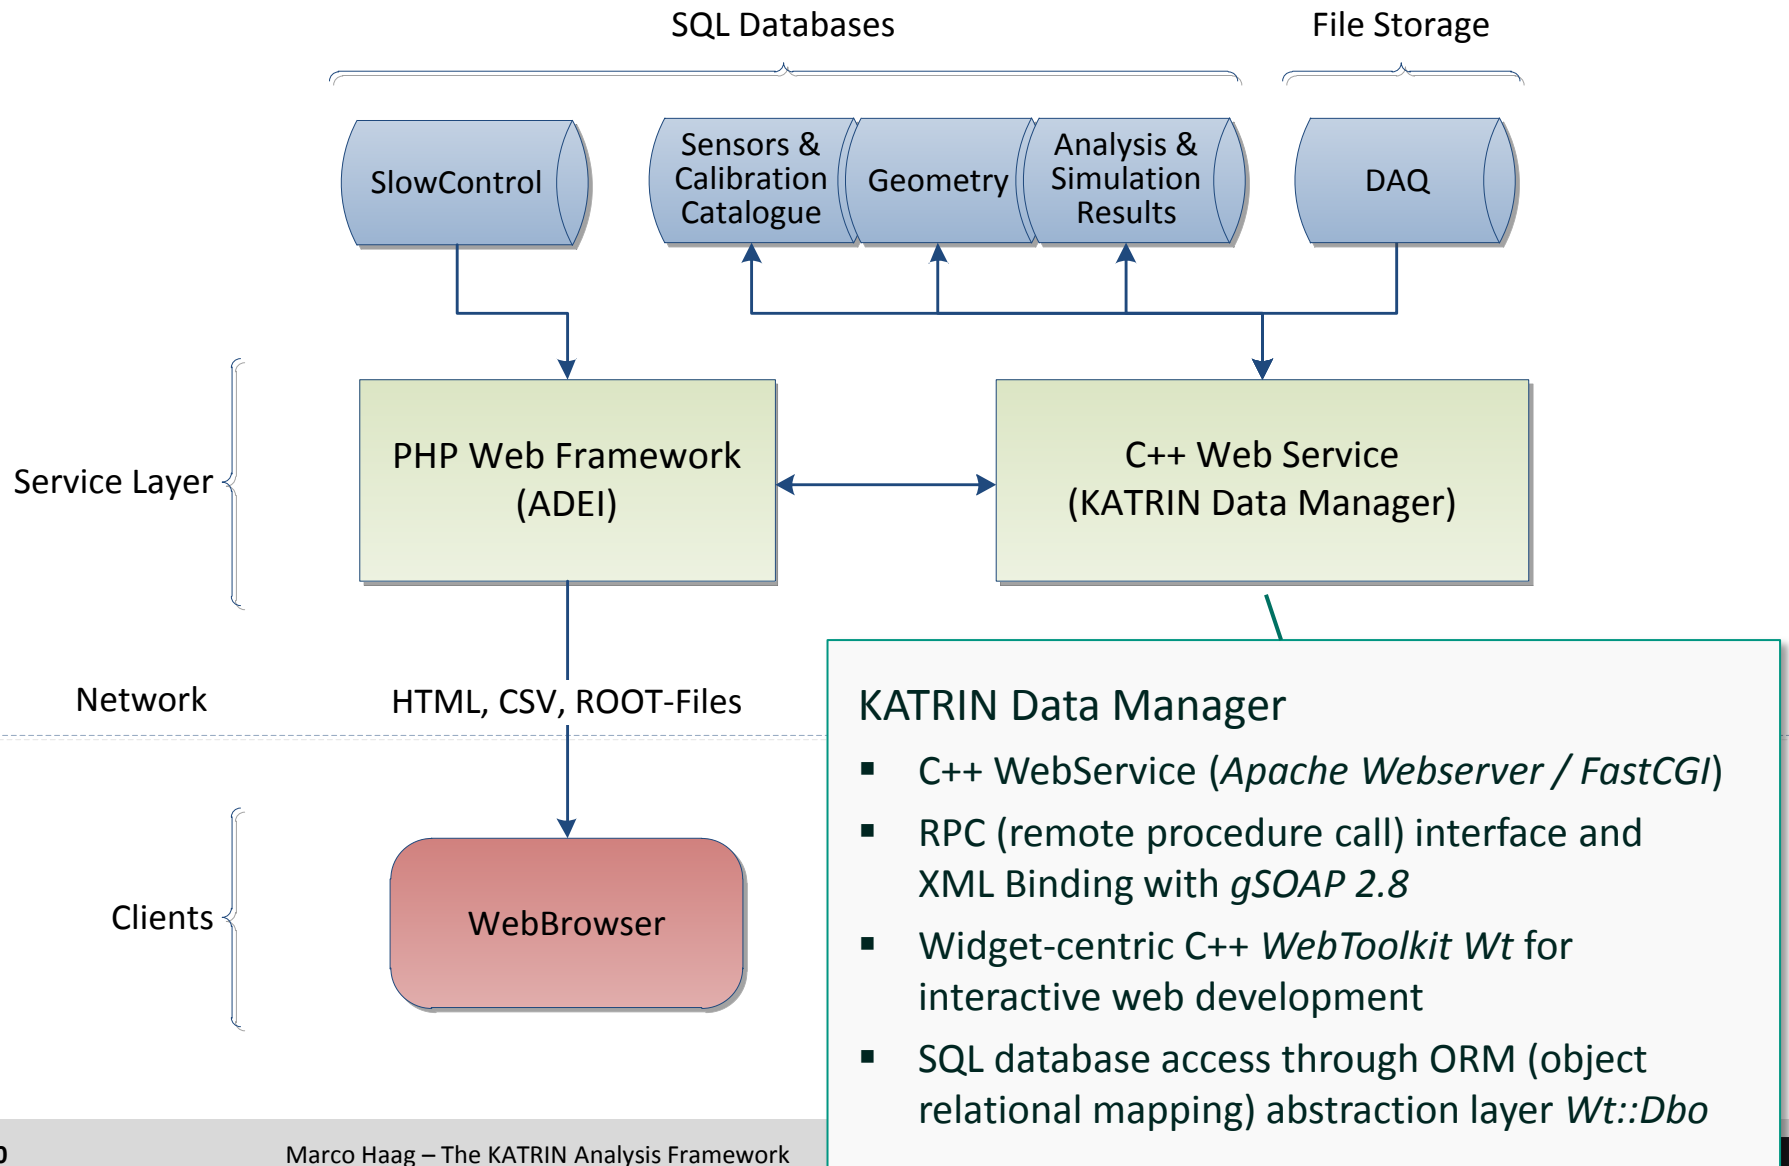 SQL Databases
File Storage
SlowControl
Sensors &
Calibration
Catalogue
Geometry
Analysis &
Simulation
Results
DAQ
Service Layer
PHP Web Framework
(ADEI)
C++ Web Service
(KATRIN Data Manager)
Network
HTML, CSV, ROOT-Files
Clients
WebBrowser
KATRIN Data Manager
▪ C++ WebService (Apache Webserver / FastCGI)
▪ RPC (remote procedure call) interface and
XML Binding with gSOAP 2.8
▪ Widget-centric C++ WebToolkit Wt for
interactive web development
▪ SQL database access through ORM (object
relational mapping) abstraction layer Wt::Dbo
Marco Haag – The KATRIN Analysis Framework